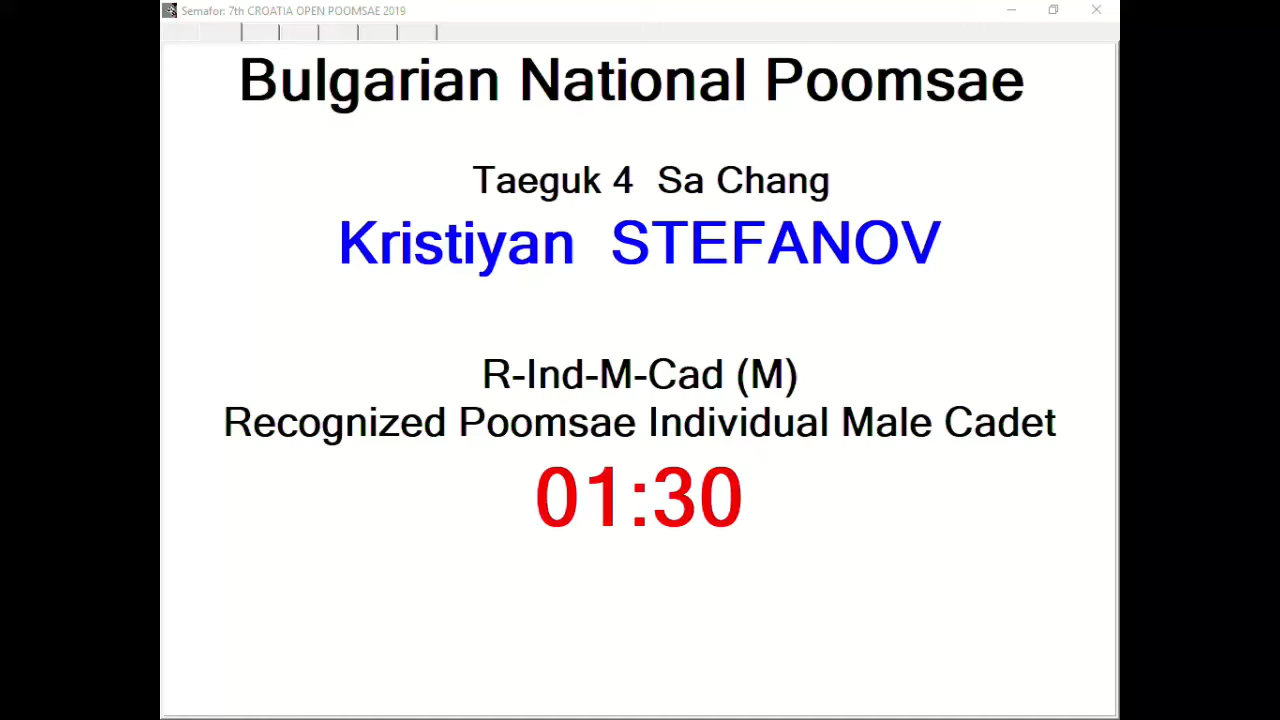 Semafor: 7th CROATIA OPEN POOMSAE 2019
Bulgarian National Poomsae
Taeguk 4 Sa Chang
Kristiyan STEFANOV
R-Ind-M-Cad (M)
Recognized Poomsae Individual Male Cadet
01:30